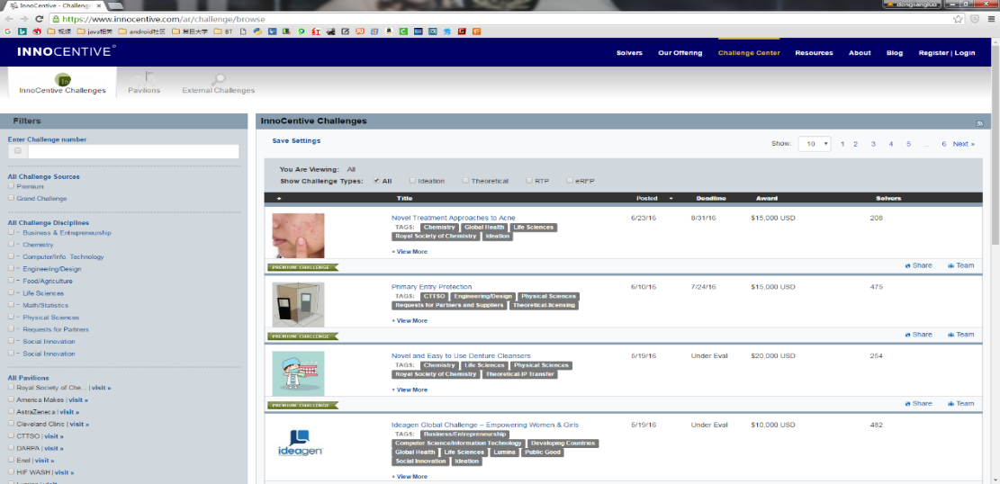 InnoCentive - Challenge
dongliangluo
https://www.innocentive.com/ar/challenge/browse
视频 java相关 android社区 复旦大学 BT
INNOCENTIVE®
Solvers Our Offering Challenge Center Resources About Blog Register | Login
InnoCentive Challenges Pavilions External Challenges
Filters
Enter Challenge number
All Challenge Sources
Premium
Grand Challenge
All Challenge Disciplines
Business & Entrepreneurship
Chemistry
Computer/Info. Technology
Engineering/Design
Food/Agriculture
Life Sciences
Math/Statistics
Physical Sciences
Requests for Partners
Social Innovation
Social Innovation
All Pavilions
Royal Society of Che... | visit »
America Makes | visit »
AstraZeneca | visit »
Cleveland Clinic | visit »
CTTSO | visit »
DARPA | visit »
Enel | visit »
HIF WASH | visit »
InnoCentive Challenges
Save Settings
Show: 10 1 2 3 4 5 ... 6 Next »
You Are Viewing: All
Show Challenge Types: All Ideation Theoretical RTP eRFP
+ Title Posted Deadline Award Solvers
Novel Treatment Approaches to Acne 6/23/16 8/31/16 $15,000 USD 208
TAGS: Chemistry Global Health Life Sciences
Royal Society of Chemistry Ideation
+ View More
PREMIUM CHALLENGE Share Team
Primary Entry Protection 6/10/16 7/24/16 $15,000 USD 475
TAGS: CTTSO Engineering/Design Physical Sciences
Requests for Partners and Suppliers Theoretical-licensing
+ View More
PREMIUM CHALLENGE Share Team
Novel and Easy to Use Denture Cleansers 5/19/16 Under Eval $20,000 USD 254
TAGS: Chemistry Life Sciences Physical Sciences
Royal Society of Chemistry Theoretical-IP Transfer
+ View More
PREMIUM CHALLENGE Share Team
Ideagen Global Challenge – Empowering Women & Girls 5/19/16 Under Eval $10,000 USD 482
TAGS: Business/Entrepreneurship
Computer Science/Information Technology Developing Countries
Global Health Life Sciences Lumina Public Good
Social Innovation Ideation
+ View More
ideagen